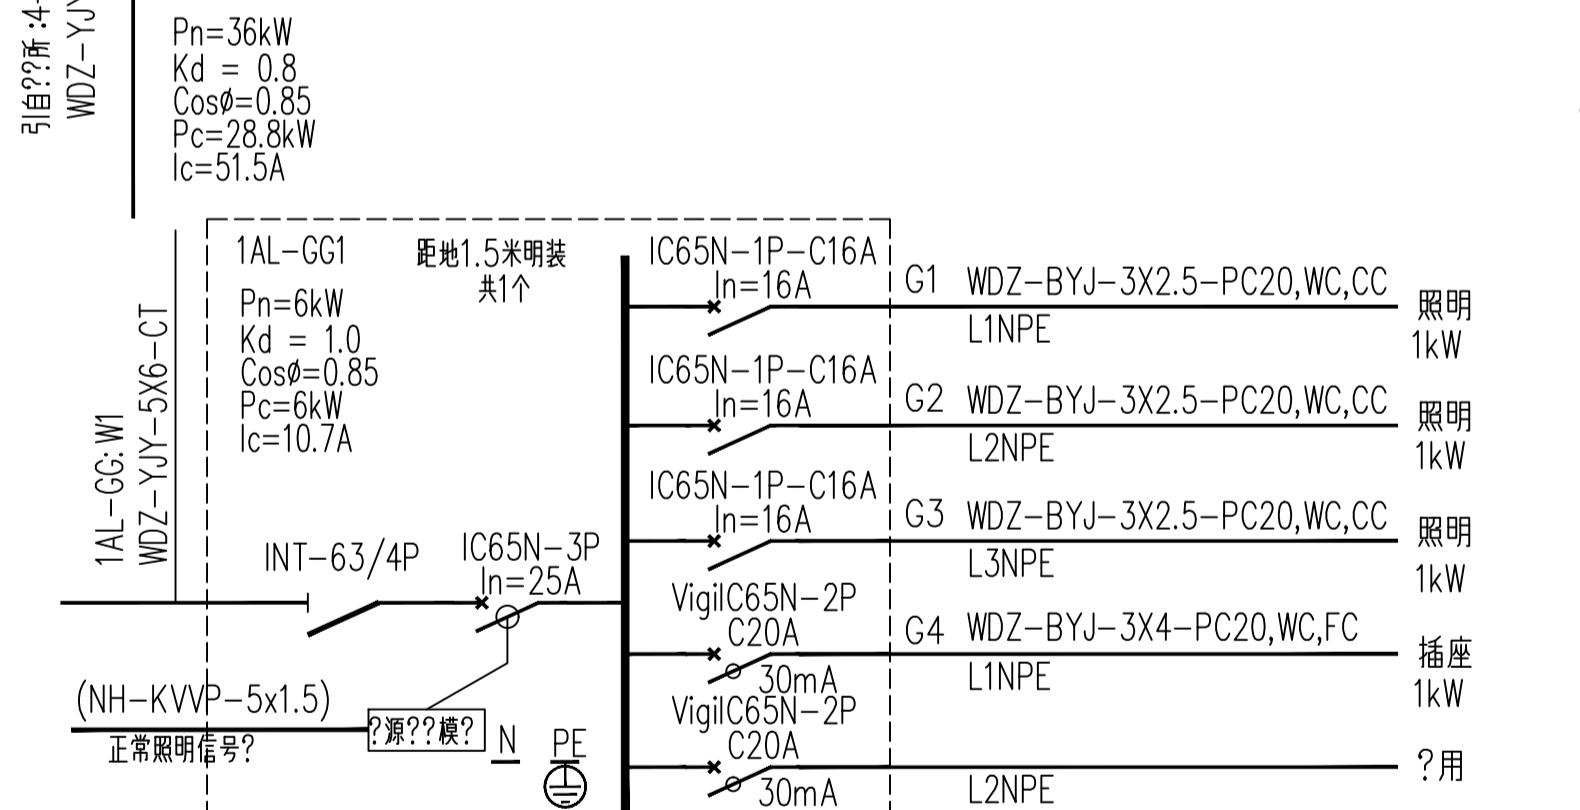 引自??所:4-
WDZ-YJY
Pn=36kW
Kd = 0.8
CosØ=0.85
Pc=28.8kW
Ic=51.5A
1AL-GG:W1
WDZ-YJY-5X6-CT
1AL-GG1
距地1.5米明装
共1个
Pn=6kW
Kd = 1.0
CosØ=0.85
Pc=6kW
Ic=10.7A
INT-63/4P
IC65N-3P
In=25A
(NH-KVVP-5x1.5)
正常照明信号?
?源??模?
N
PE
IC65N-1P-C16A
In=16A
G1 WDZ-BYJ-3X2.5-PC20,WC,CC
L1NPE
照明
1kW
IC65N-1P-C16A
In=16A
G2 WDZ-BYJ-3X2.5-PC20,WC,CC
L2NPE
照明
1kW
IC65N-1P-C16A
In=16A
G3 WDZ-BYJ-3X2.5-PC20,WC,CC
L3NPE
照明
1kW
VigiIC65N-2P
C20A
30mA
G4 WDZ-BYJ-3X4-PC20,WC,FC
L1NPE
插座
1kW
VigiIC65N-2P
C20A
30mA
L2NPE
?用